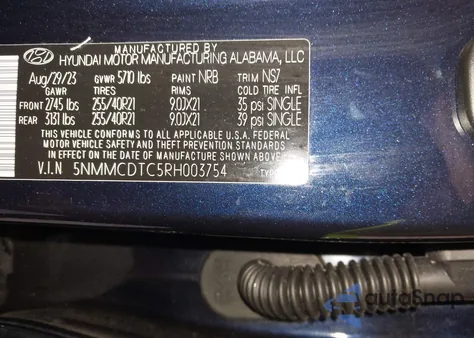 MANUFACTURED BY
HYUNDAI MOTOR MANUFACTURING ALABAMA, LLC
Aug/29/23 GVWR 5710 lbs PAINT NRB TRIM NS7
GAWR TIRES RIMS COLD TIRE INFL
FRONT 2745 lbs 255/40R21 9.0JX21 35 psi SINGLE
REAR 3131 lbs 255/40R21 9.0JX21 39 psi SINGLE
THIS VEHICLE CONFORMS TO ALL APPLICABLE U.S.A. FEDERAL
MOTOR VEHICLE SAFETY AND THEFT PREVENTION STANDARDS
IN EFFECT ON THE DATE OF MANUFACTURE SHOWN ABOVE.
V.I.N 5NMMCDTC5RH003754
autoSnap